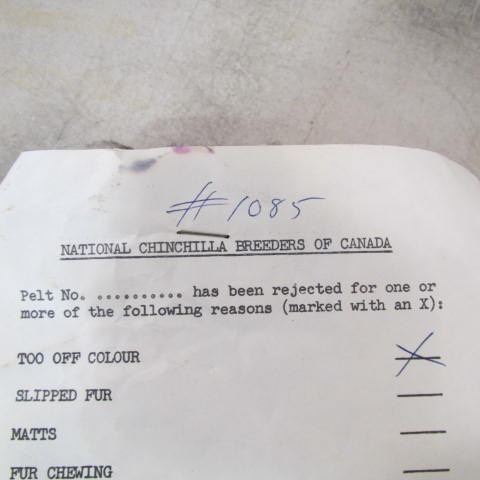 #1085
NATIONAL CHINCHILLA BREEDERS OF CANADA
Pelt No. .......... has been rejected for one or
more of the following reasons (marked with an X):
TOO OFF COLOUR X
SLIPPED FUR
MATTS
FUR CHEWING